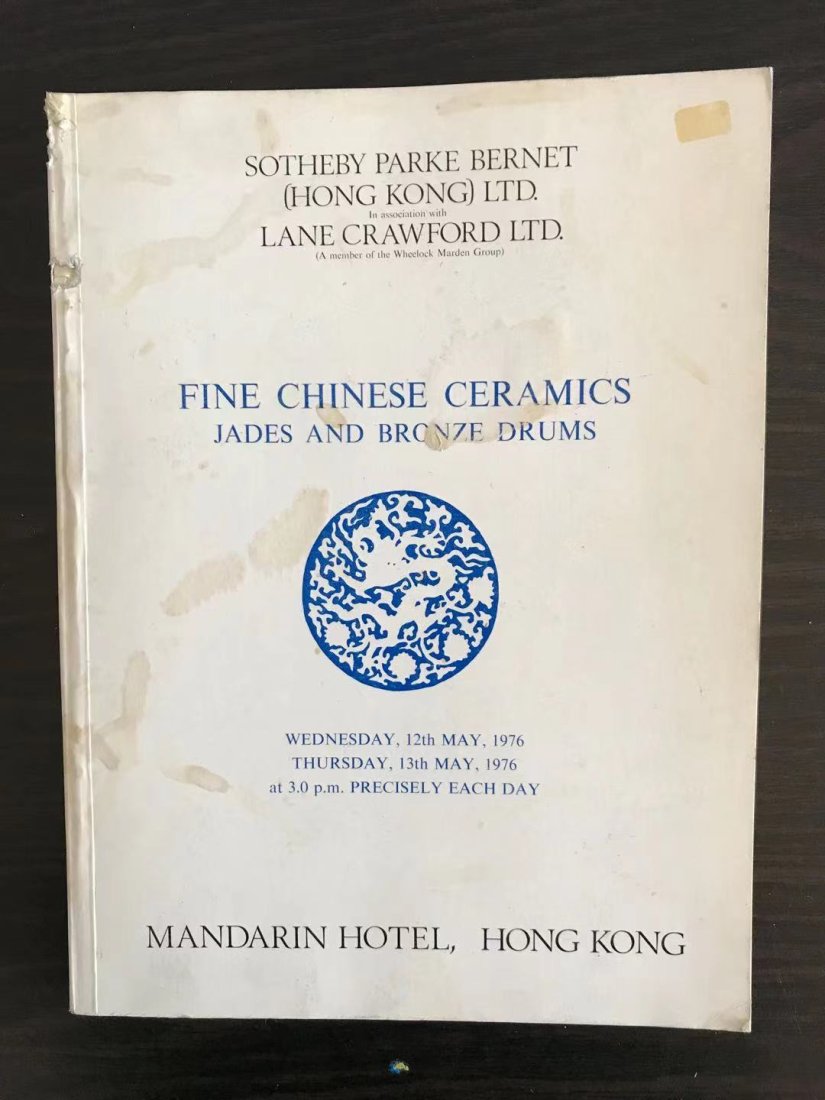 SOTHEBY PARKE BERNET
(HONG KONG) LTD.
In association with
LANE CRAWFORD LTD.
(A member of the Wheelock Marden Group)
FINE CHINESE CERAMICS
JADES AND BRONZE DRUMS
WEDNESDAY, 12th MAY, 1976
THURSDAY, 13th MAY, 1976
at 3.0 p.m. PRECISELY EACH DAY
MANDARIN HOTEL, HONG KONG